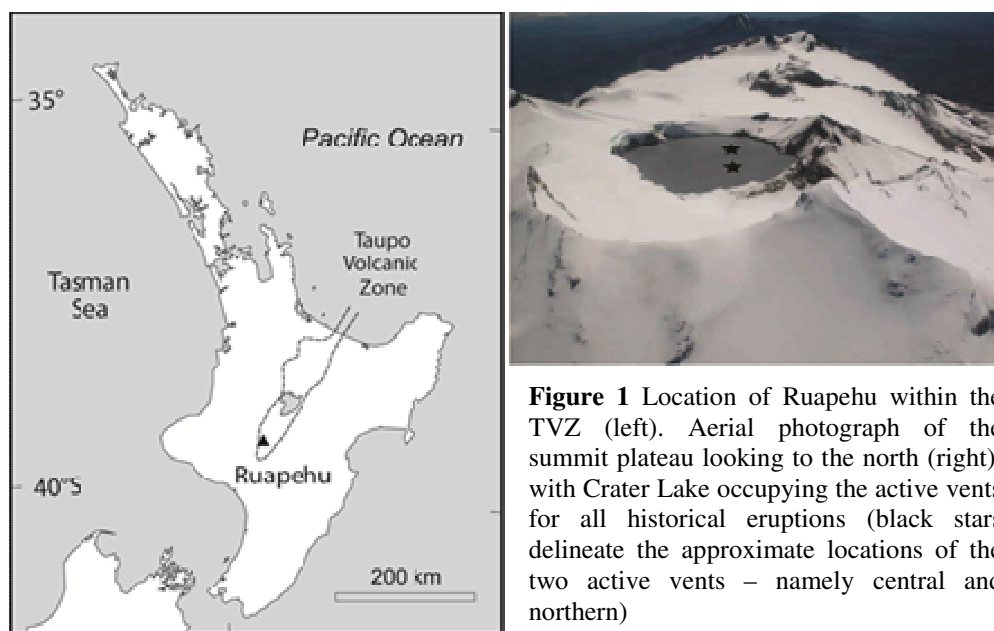 35°
Pacific Ocean
Taupo
Volcanic
Zone
Tasman
Sea
Ruapehu
40°S
200 km
Figure 1 Location of Ruapehu within the
TVZ (left). Aerial photograph of the
summit plateau looking to the north (right)
with Crater Lake occupying the active vents
for all historical eruptions (black stars
delineate the approximate locations of the
two active vents – namely central and
northern)